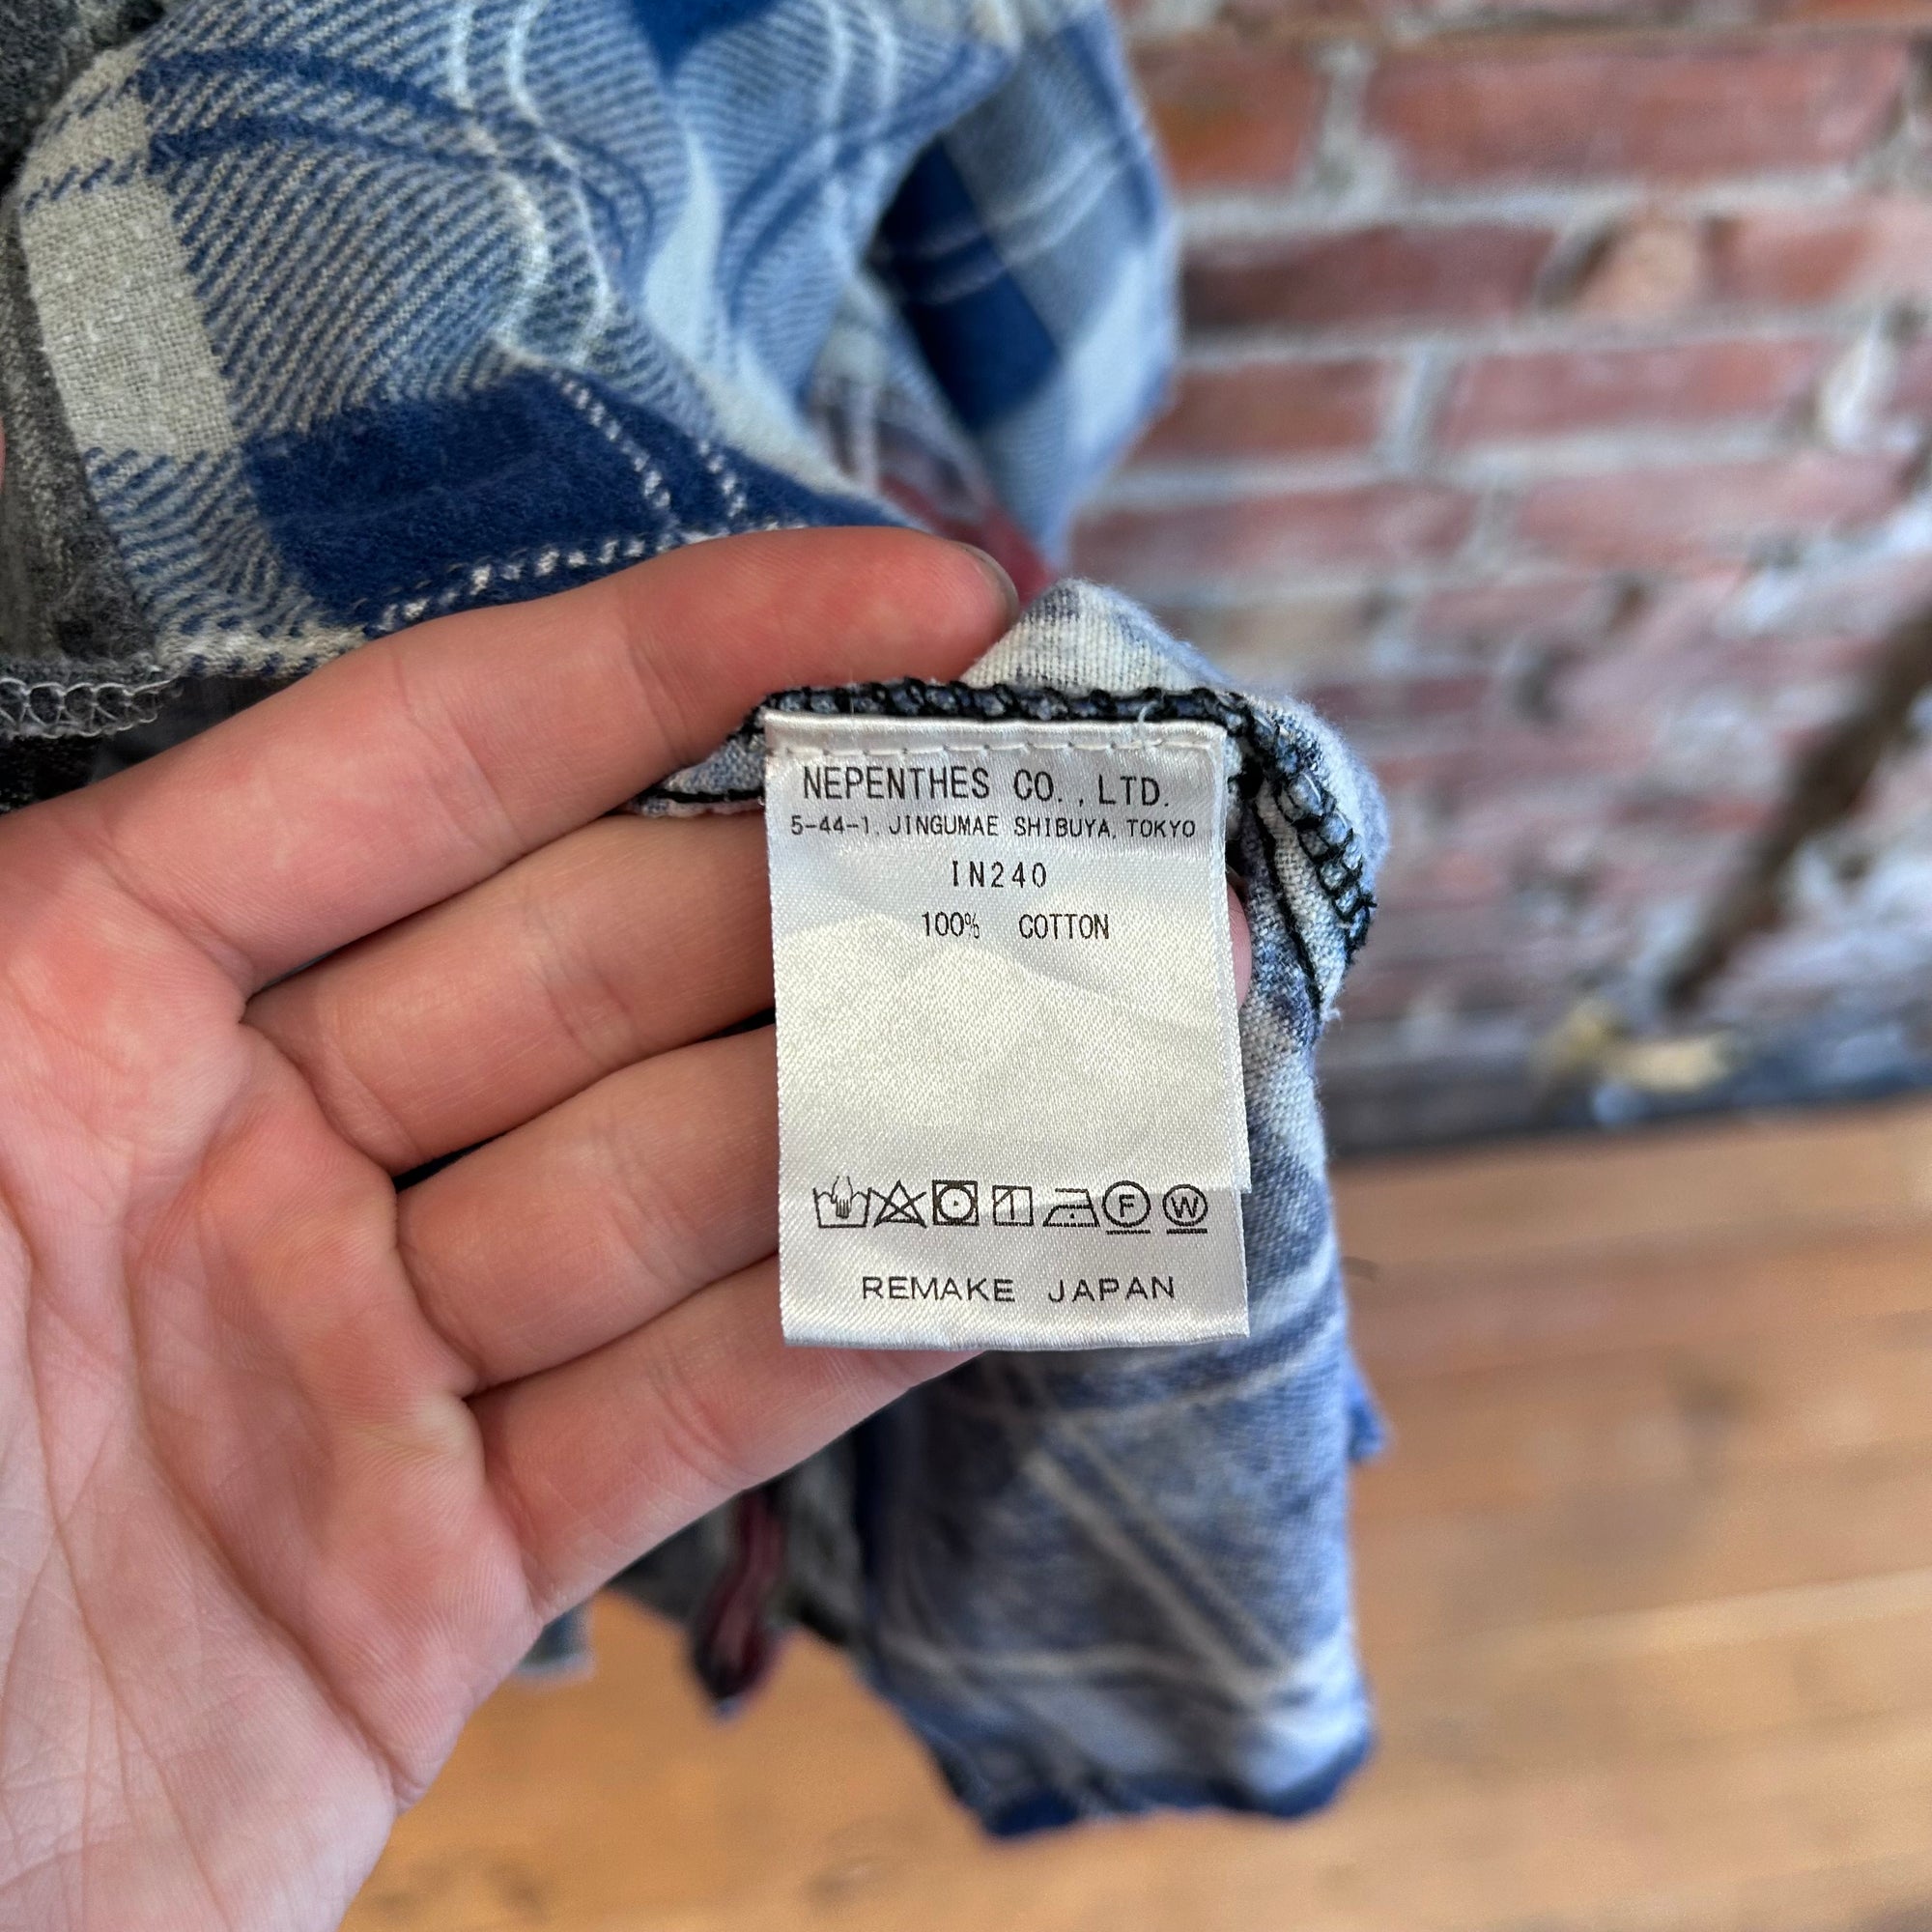 NEPENTHES CO.,LTD.
5-44-1, JINGUMAE SHIBUYA, TOKYO
IN240
100% COTTON
F W
REMAKE JAPAN